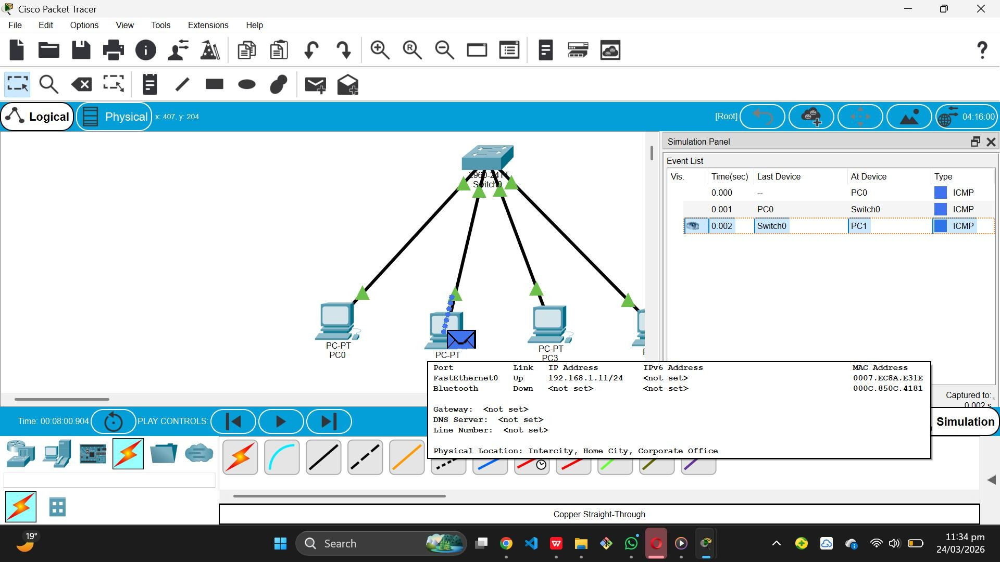 Cisco Packet Tracer
File Edit Options View Tools Extensions Help
Logical Physical x: 407, y: 204 [Root] 04:16:00
Simulation Panel
Event List
Vis. Time(sec) Last Device At Device Type
0.000 -- PC0 ICMP
0.001 PC0 Switch0 ICMP
0.002 Switch0 PC1 ICMP
2960-24TT
Switch0
PC-PT
PC0
PC-PT
PC-PT
PC3
Port Link IP Address IPv6 Address MAC Address
FastEthernet0 Up 192.168.1.11/24 <not set> 0007.EC8A.E31E
Bluetooth Down <not set> <not set> 000C.850C.4181
Gateway: <not set>
DNS Server: <not set>
Line Number: <not set>
Physical Location: Intercity, Home City, Corporate Office
Captured to:
0.002 s
Time: 00:08:00.904 PLAY CONTROLS: Simulation
Copper Straight-Through
19°
Search
11:34 pm
24/03/2026